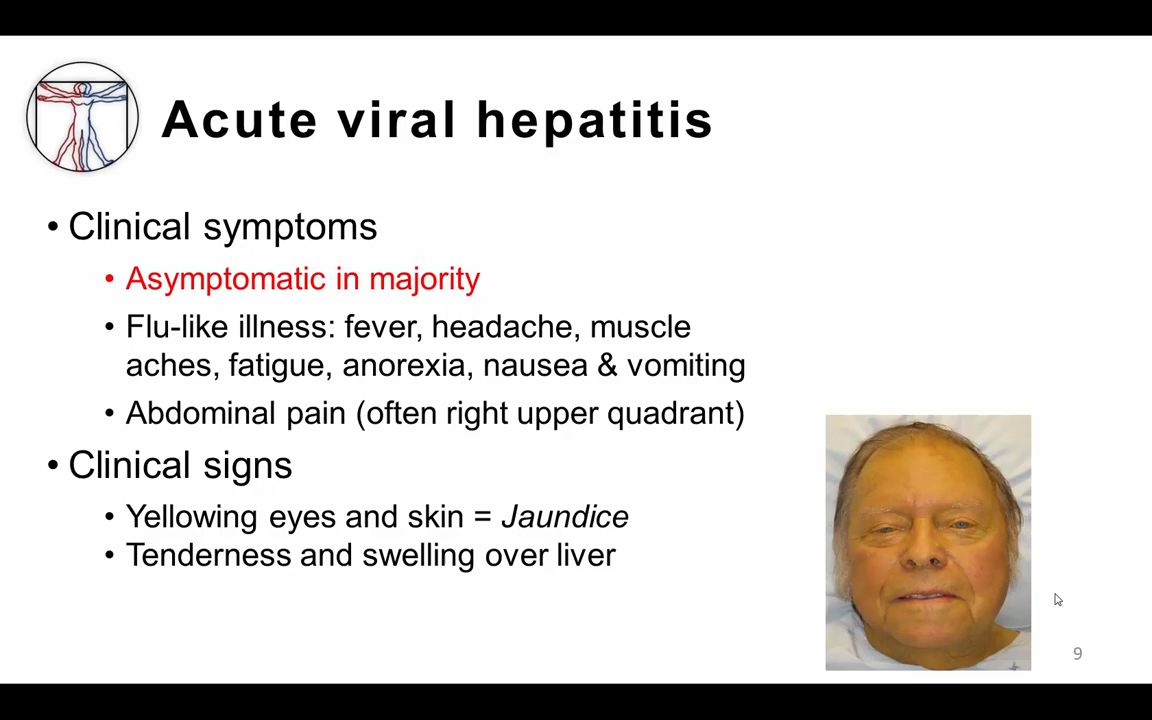 Acute viral hepatitis
• Clinical symptoms
• Asymptomatic in majority
• Flu-like illness: fever, headache, muscle
aches, fatigue, anorexia, nausea & vomiting
• Abdominal pain (often right upper quadrant)
• Clinical signs
• Yellowing eyes and skin = Jaundice
• Tenderness and swelling over liver
9